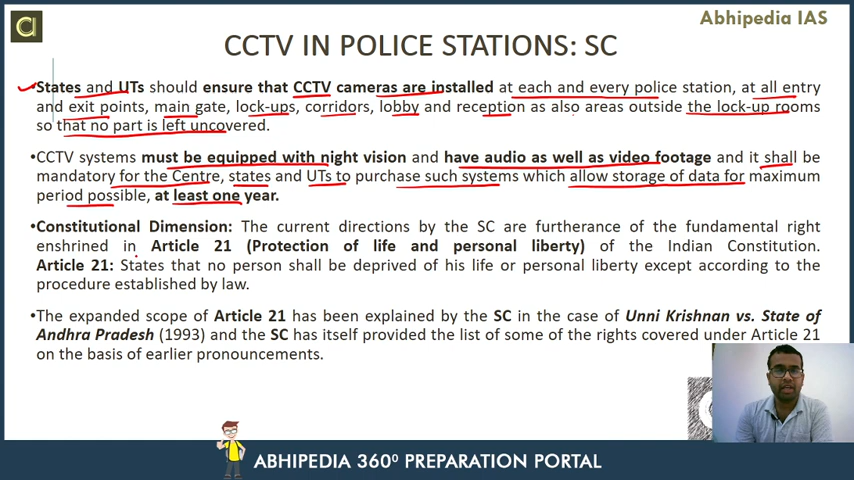 Abhipedia IAS
CCTV IN POLICE STATIONS: SC
States and UTs should ensure that CCTV cameras are installed at each and every police station, at all entry
and exit points, main gate, lock-ups, corridors, lobby and reception as also areas outside the lock-up rooms
so that no part is left uncovered.
CCTV systems must be equipped with night vision and have audio as well as video footage and it shall be
mandatory for the Centre, states and UTs to purchase such systems which allow storage of data for maximum
period possible, at least one year.
Constitutional Dimension: The current directions by the SC are furtherance of the fundamental right
enshrined in Article 21 (Protection of life and personal liberty) of the Indian Constitution.
Article 21: States that no person shall be deprived of his life or personal liberty except according to the
procedure established by law.
The expanded scope of Article 21 has been explained by the SC in the case of Unni Krishnan vs. State of
Andhra Pradesh (1993) and the SC has itself provided the list of some of the rights covered under Article 21
on the basis of earlier pronouncements.
ABHIPEDIA 360⁰ PREPARATION PORTAL